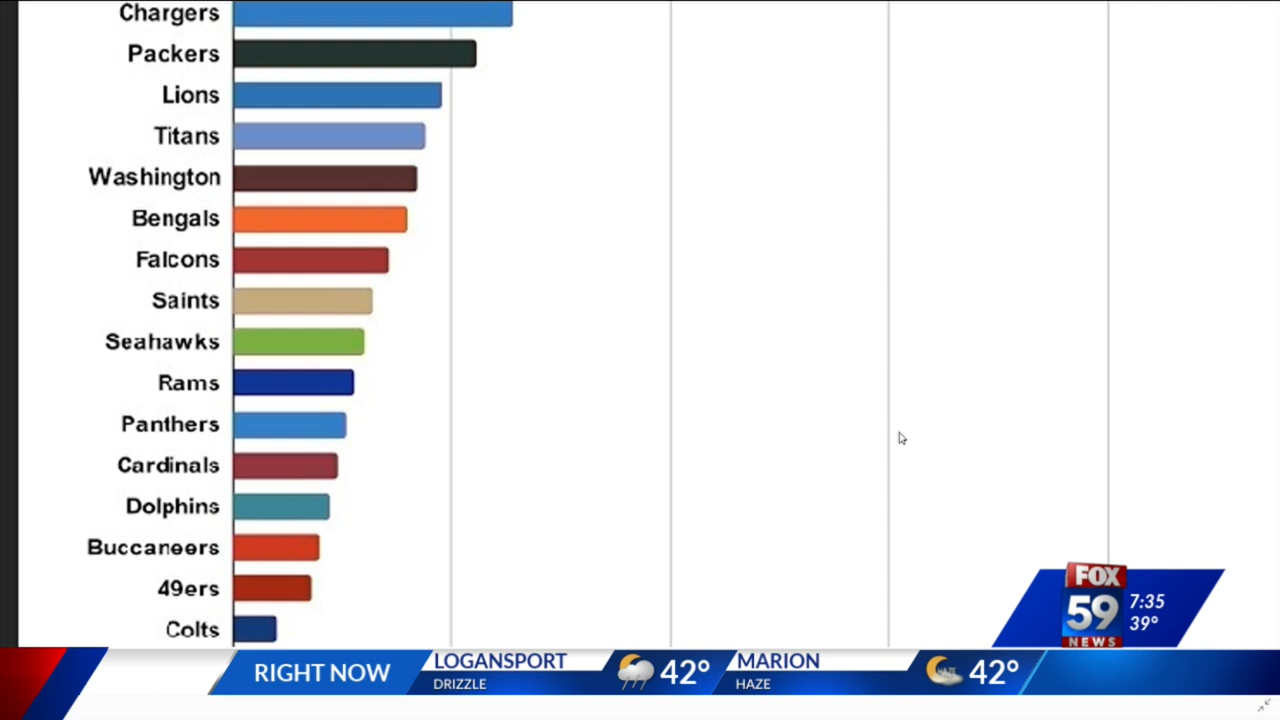 Chargers
Packers
Lions
Titans
Washington
Bengals
Falcons
Saints
Seahawks
Rams
Panthers
Cardinals
Dolphins
Buccaneers
49ers
Colts
FOX
59
NEWS
7:35
39°
RIGHT NOW
LOGANSPORT
DRIZZLE
42°
MARION
HAZE
HAZE
42°